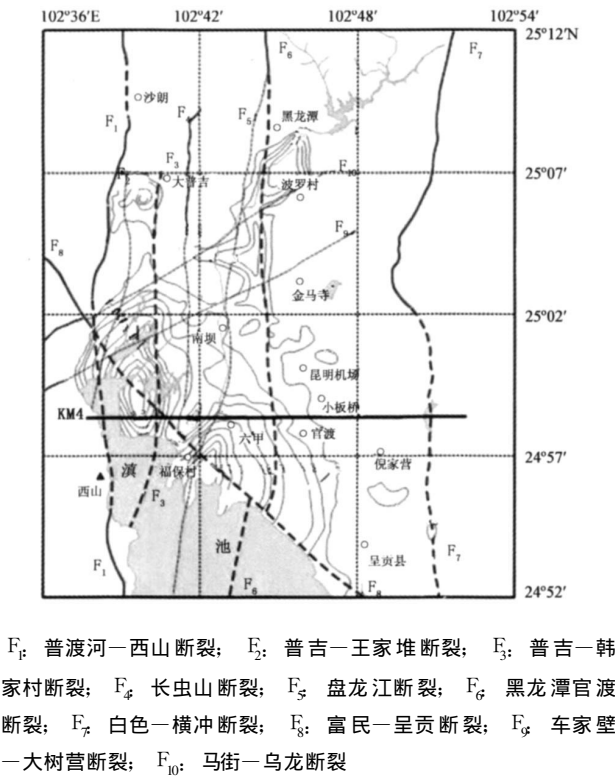 102°36′E 102°42′ 102°48′ 102°54′
25°12′N
F6 F7
沙朗
F1 F F5 黑龙潭
25°07′
F3
F2 大普吉 F10
波罗村
F9
F8
金马寺
25°02′
南坝
昆明机场
小板桥
KM4
六甲 官渡
24°57′
滇 福保村 倪家营
西山 F3
池 呈贡县 F7
F1
F6 F8 24°52′
F1: 普渡河—西山断裂; F2: 普吉—王家堆断裂; F3: 普吉—韩
家村断裂; F4: 长虫山断裂; F5: 盘龙江断裂; F6: 黑龙潭官渡
断裂; F7: 白色—横冲断裂; F8: 富民—呈贡断裂; F9: 车家壁
—大树营断裂; F10: 马街—乌龙断裂